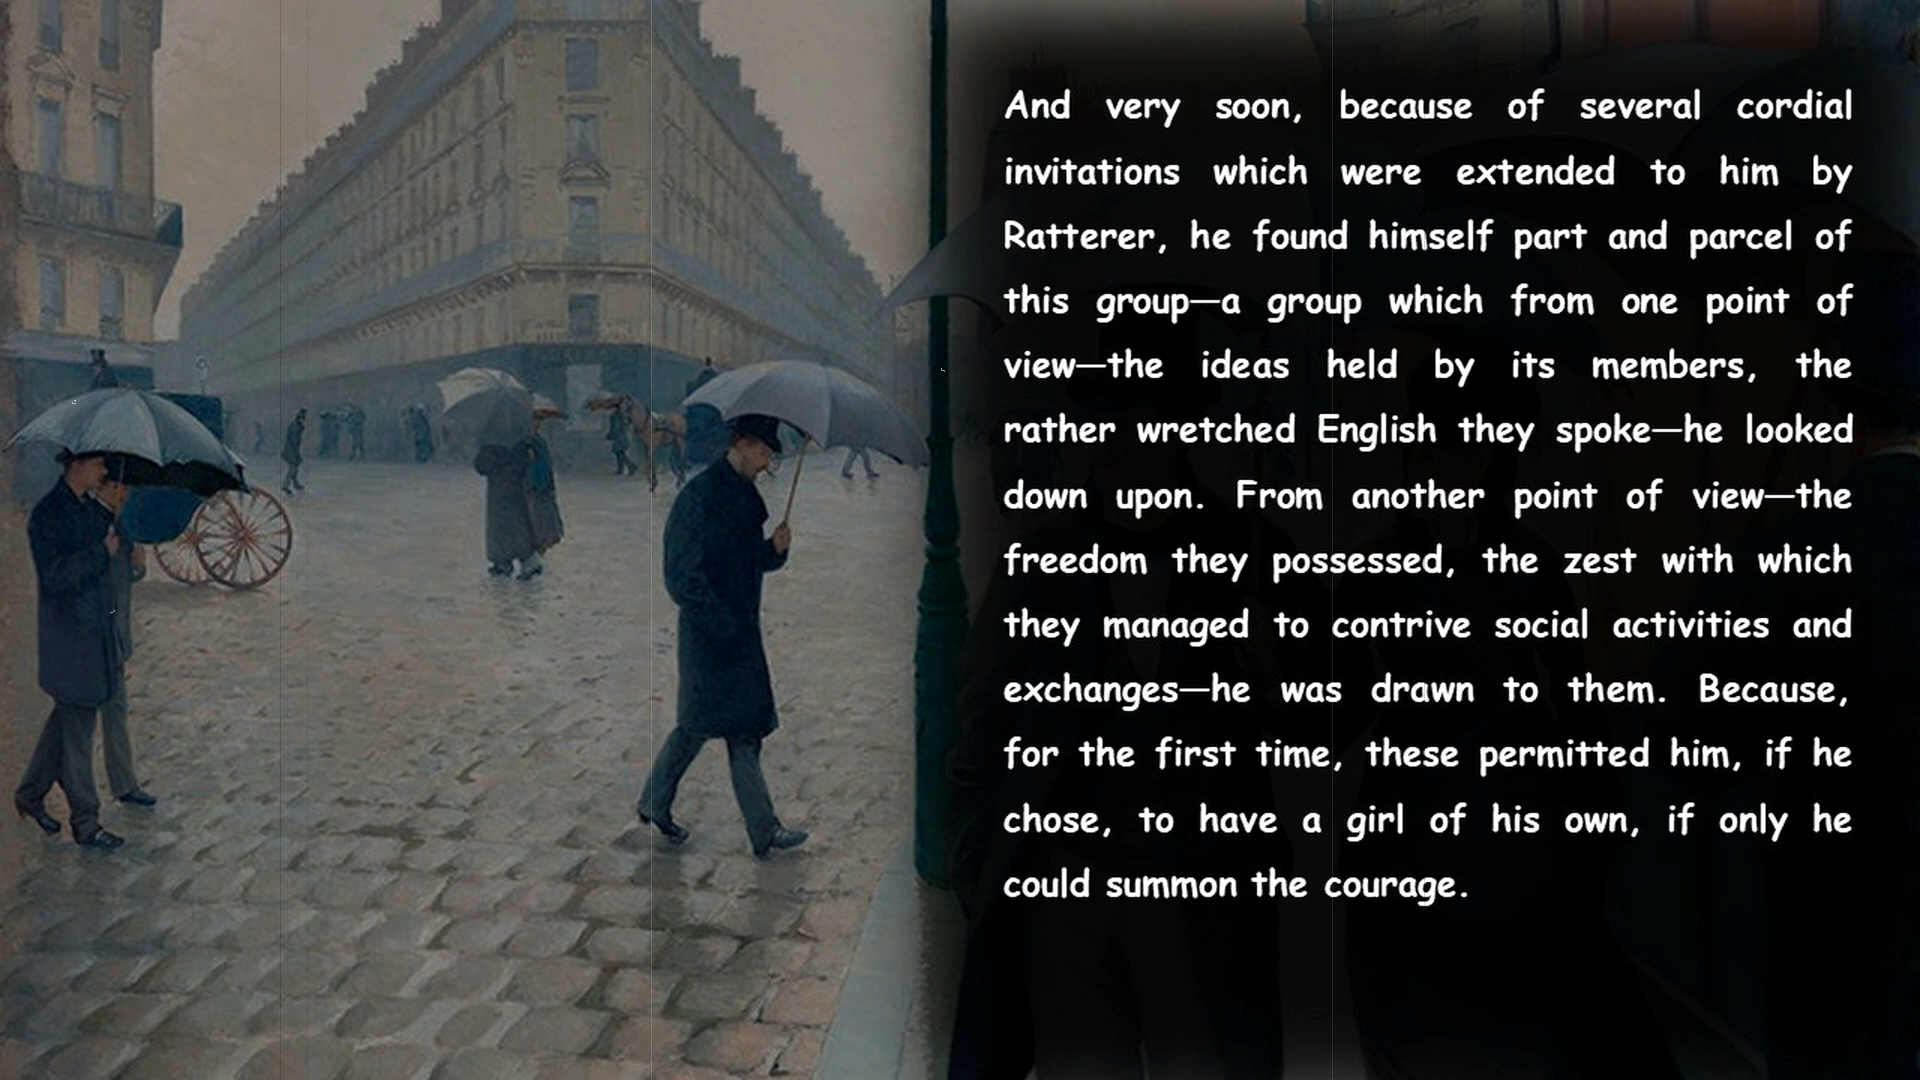 And very soon, because of several cordial
invitations which were extended to him by
Ratterer, he found himself part and parcel of
this group—a group which from one point of
view—the ideas held by its members, the
rather wretched English they spoke—he looked
down upon. From another point of view—the
freedom they possessed, the zest with which
they managed to contrive social activities and
exchanges—he was drawn to them. Because,
for the first time, these permitted him, if he
chose, to have a girl of his own, if only he
could summon the courage.